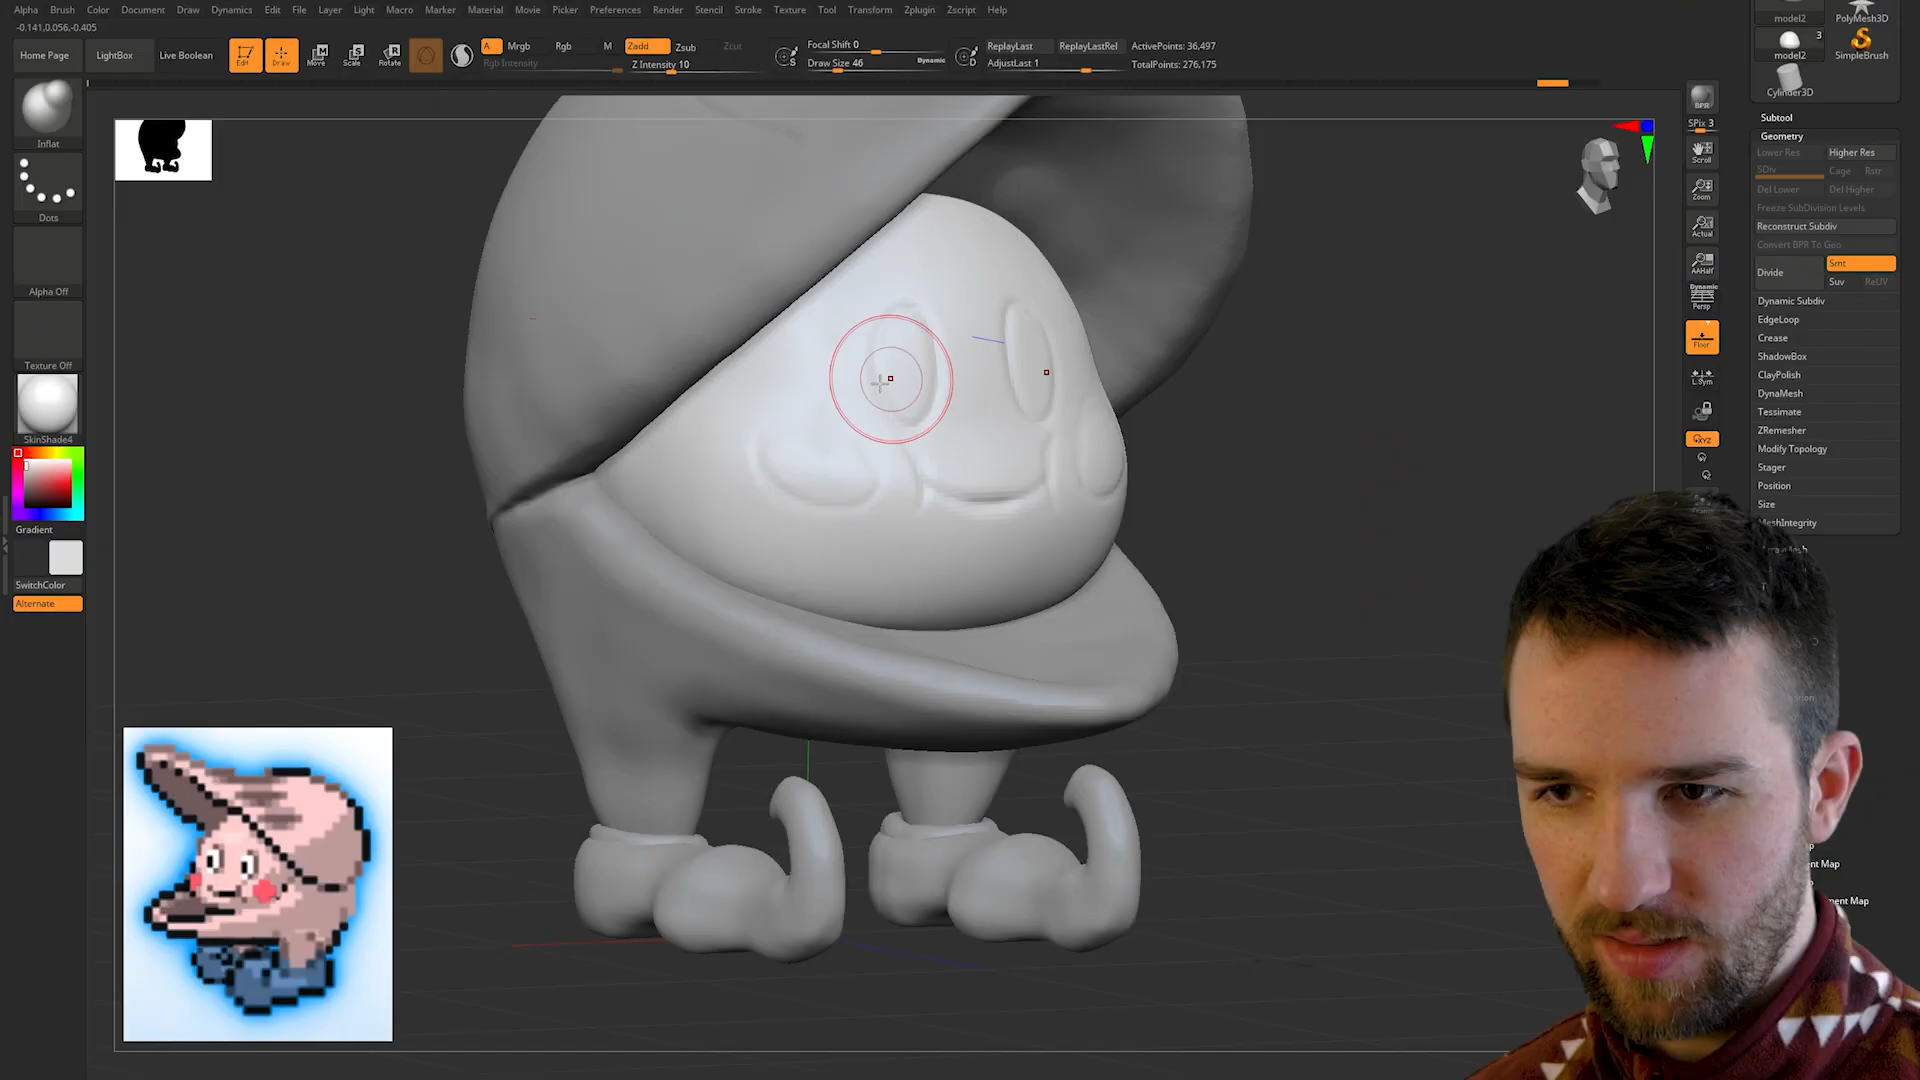 Alpha Brush Color Document Draw Dynamics Edit File Layer Light Macro Marker Material Movie Picker Preferences Render Stencil Stroke Texture Tool Transform Zplugin Zscript Help
-0.141,0.056,-0.405
Home Page LightBox Live Boolean Edit Draw Move Scale Rotate A Mrgb Rgb M Zadd Zsub Zcut
Rgb Intensity Z Intensity 10
Focal Shift 0
Draw Size 46 Dynamic
S
D
ReplayLast ReplayLastRel
AdjustLast 1
ActivePoints: 36,497
TotalPoints: 276,175
Inflat
Dots
Alpha Off
Texture Off
SkinShade4
Gradient
SwitchColor
Alternate
BPR
SPix 3
Scroll
Zoom
Actual
AAHalf
Dynamic
Persp
Floor
L.Sym
XYZ
model2 PolyMesh3D
3
model2 SimpleBrush
Cylinder3D
Subtool
Geometry
Lower Res Higher Res
SDiv Cage Rstr
Del Lower Del Higher
Freeze SubDivision Levels
Reconstruct Subdiv
Convert BPR To Geo
Divide Smt
Suv ReUV
Dynamic Subdiv
EdgeLoop
Crease
ShadowBox
ClayPolish
DynaMesh
Tessimate
ZRemesher
Modify Topology
Stager
Position
Size
MeshIntegrity
ent Map
ment Map